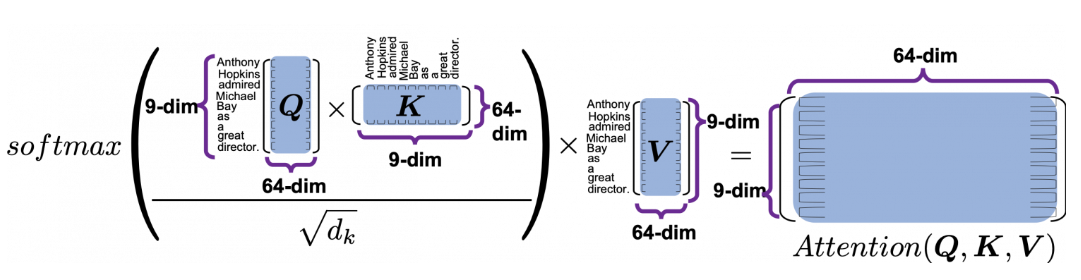 softmax
9-dim
Anthony
Hopkins
admired
Michael
Bay
as
a
great
director.
Q
64-dim
×
Anthony
Hopkins
admired
Michael
Bay
as
a
great
director.
K
64-
dim
9-dim
√dₖ
×
Anthony
Hopkins
admired
Michael
Bay
as
a
great
director.
V
9-dim
64-dim
=
64-dim
9-dim
Attention(Q, K, V)